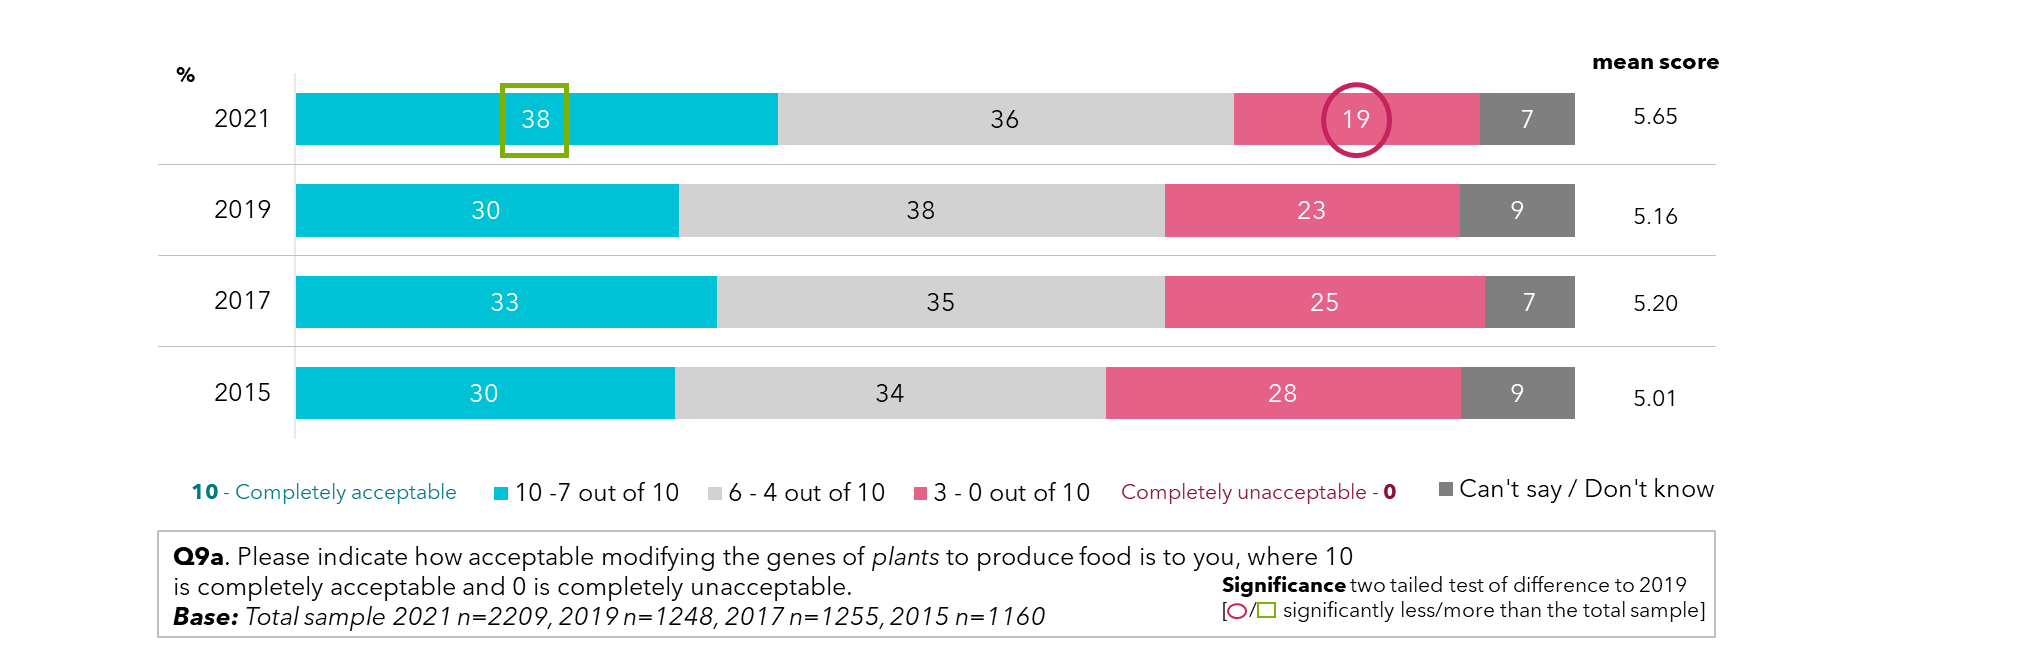 mean score
%
2021 38 36 19 7 5.65
2019 30 38 23 9 5.16
2017 33 35 25 7 5.20
2015 30 34 28 9 5.01
10 - Completely acceptable 10 -7 out of 10 6 - 4 out of 10 3 - 0 out of 10 Completely unacceptable - 0 Can't say / Don't know
Q9a. Please indicate how acceptable modifying the genes of plants to produce food is to you, where 10
is completely acceptable and 0 is completely unacceptable.
Base: Total sample 2021 n=2209, 2019 n=1248, 2017 n=1255, 2015 n=1160
Significance two tailed test of difference to 2019
[/ significantly less/more than the total sample]